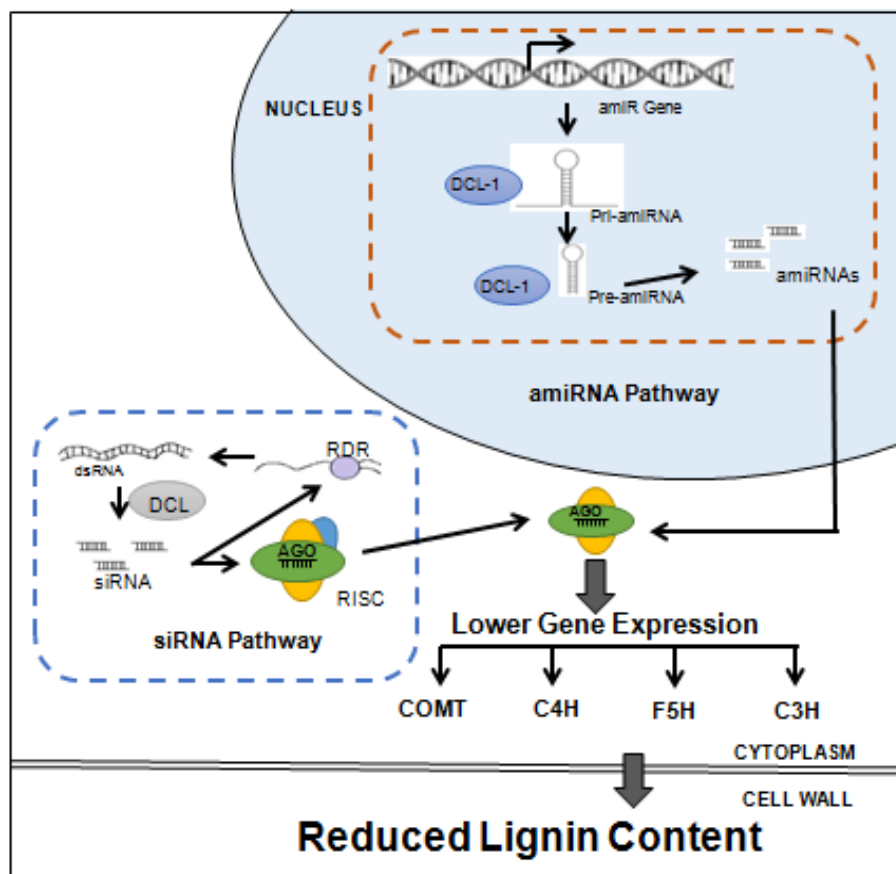 NUCLEUS
amiR Gene
DCL-1
Pri-amiRNA
DCL-1
Pre-amiRNA
amiRNAs
amiRNA Pathway
RDR
dsRNA
DCL
siRNA
AGO
RISC
siRNA Pathway
AGO
Lower Gene Expression
COMT C4H F5H C3H
CYTOPLASM
CELL WALL
Reduced Lignin Content